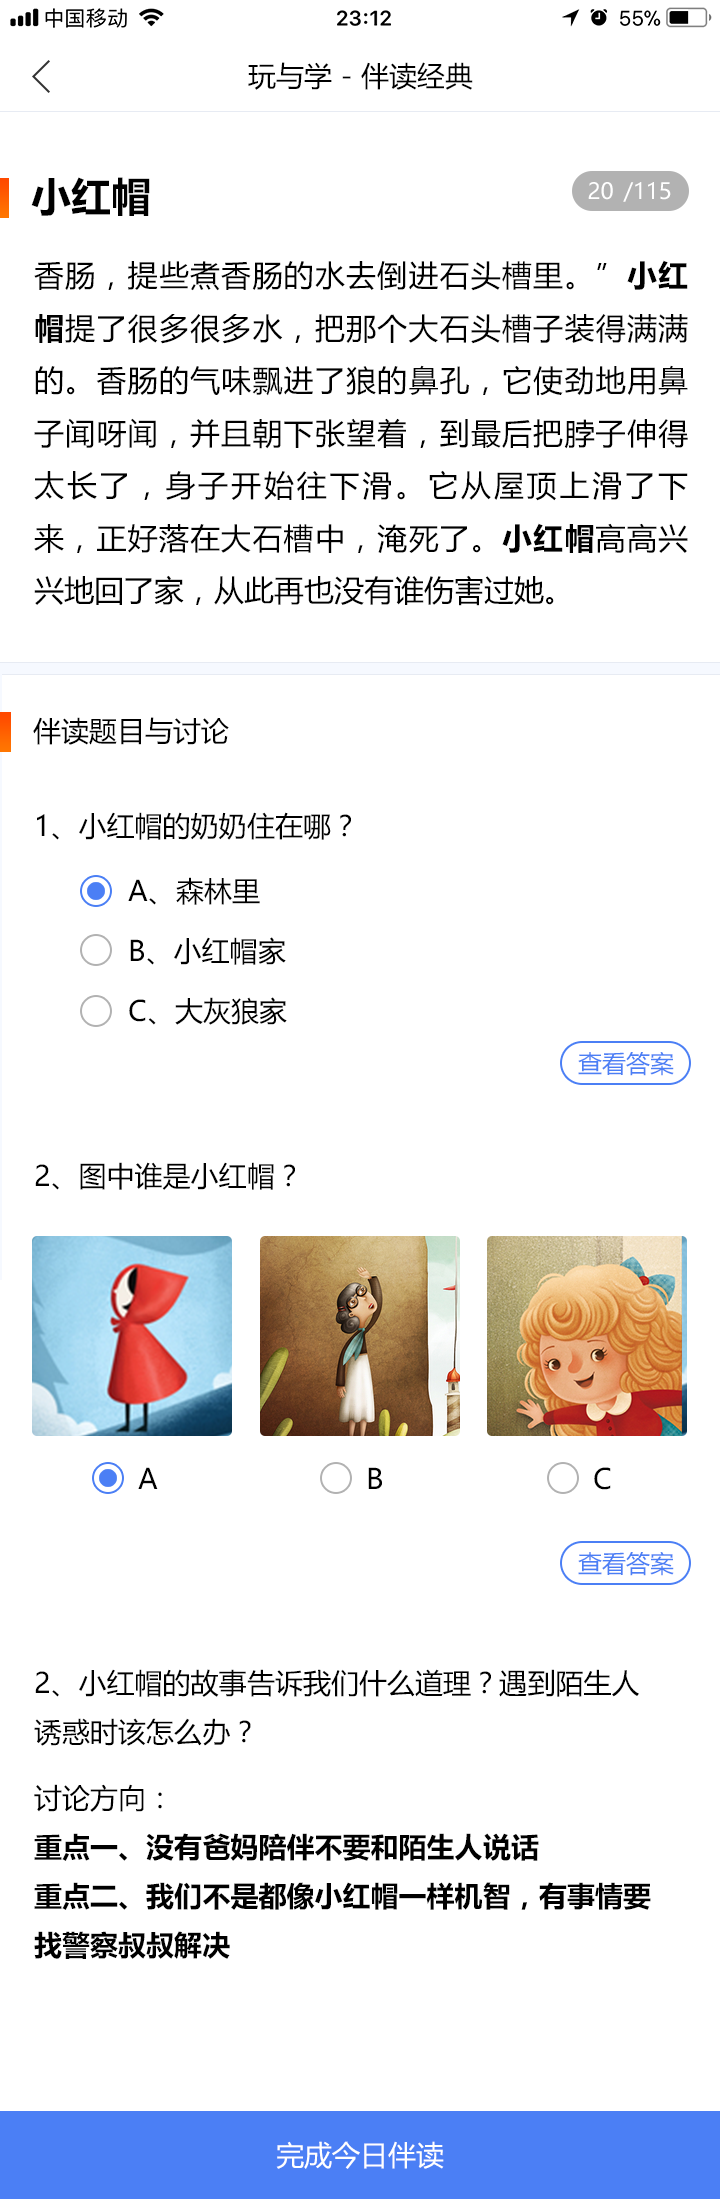 中国移动 23:12 55%
玩与学 - 伴读经典
小红帽 20 /115
香肠，提些煮香肠的水去倒进石头槽里。” 小红
帽提了很多很多水，把那个大石头槽子装得满满
的。香肠的气味飘进了狼的鼻孔，它使劲地用鼻
子闻呀闻，并且朝下张望着，到最后把脖子伸得
太长了，身子开始往下滑。它从屋顶上滑了下
来，正好落在大石槽中，淹死了。小红帽高高兴
兴地回了家，从此再也没有谁伤害过她。
伴读题目与讨论
1、小红帽的奶奶住在哪？
A、森林里
B、小红帽家
C、大灰狼家
查看答案
2、图中谁是小红帽？
A B C
查看答案
2、小红帽的故事告诉我们什么道理？遇到陌生人
诱惑时该怎么办？
讨论方向：
重点一、没有爸妈陪伴不要和陌生人说话
重点二、我们不是都像小红帽一样机智，有事情要
找警察叔叔解决
完成今日伴读